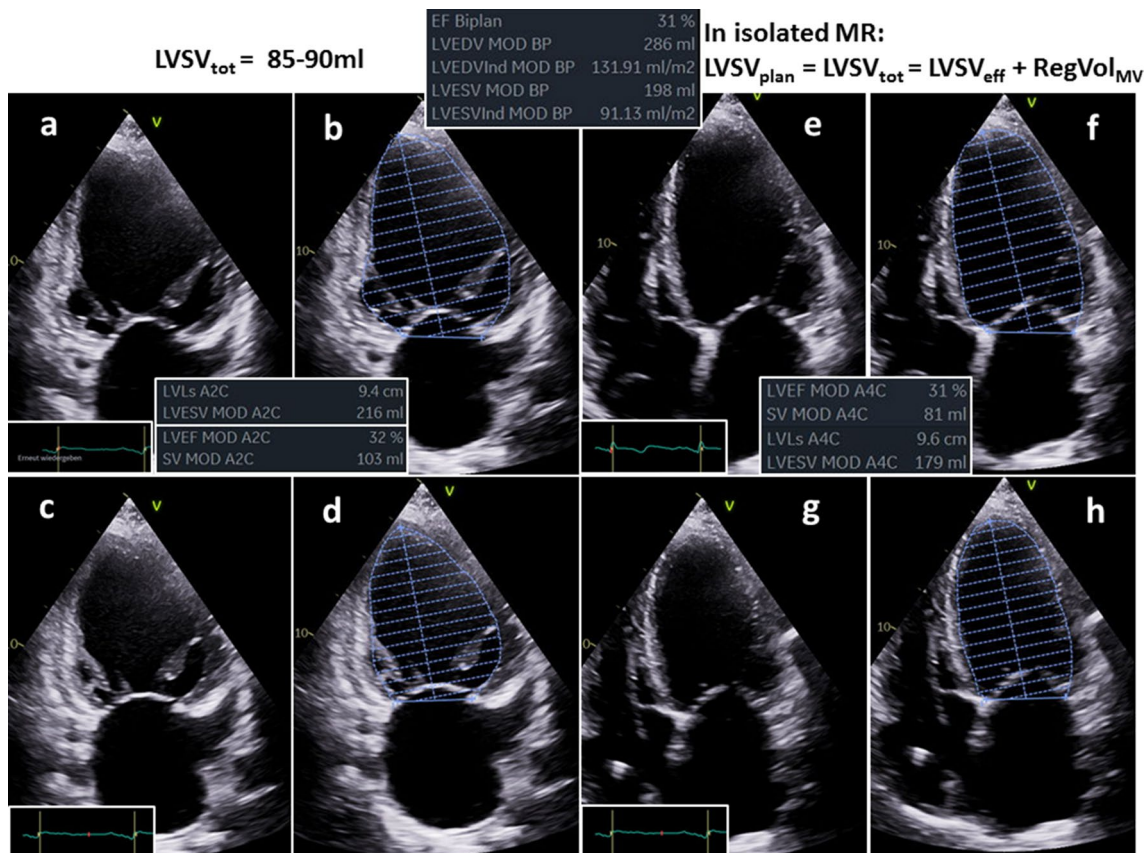 LVSVtot = 85-90ml
EF Biplan 31 %
LVEDV MOD BP 286 ml
LVEDVInd MOD BP 131.91 ml/m2
LVESV MOD BP 198 ml
LVESVInd MOD BP 91.13 ml/m2
In isolated MR:
LVSVplan = LVSVtot = LVSVeff + RegVolMV
a V
b
e V
f V
10
10
10
LVLs A2C 9.4 cm
LVESV MOD A2C 216 ml
LVEF MOD A2C 32 %
SV MOD A2C 103 ml
Erneut wiedergeben
LVEF MOD A4C 31 %
SV MOD A4C 81 ml
LVLs A4C 9.6 cm
LVESV MOD A4C 179 ml
c V
d V
g V
h V
10
10